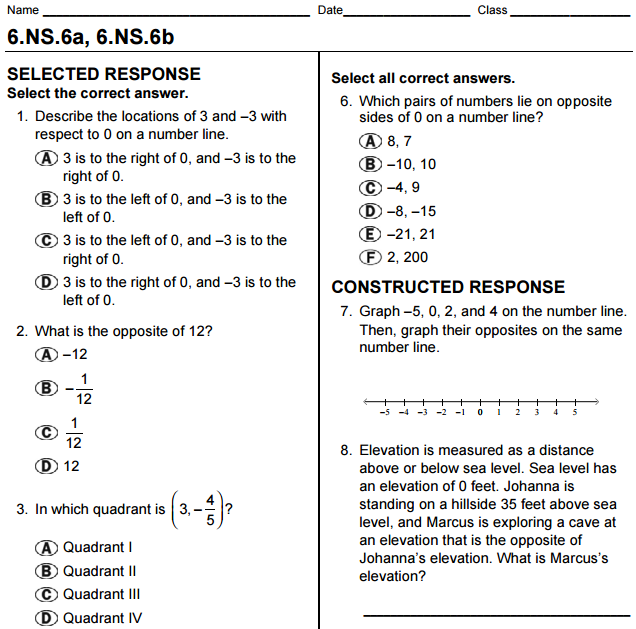 Name
Date
Class
6.NS.6a, 6.NS.6b
SELECTED RESPONSE
Select the correct answer.
1. Describe the locations of 3 and –3 with
respect to 0 on a number line.
A 3 is to the right of 0, and –3 is to the
right of 0.
B 3 is to the left of 0, and –3 is to the
left of 0.
C 3 is to the left of 0, and –3 is to the
right of 0.
D 3 is to the right of 0, and –3 is to the
left of 0.
2. What is the opposite of 12?
A –12
B –1/12
C 1/12
D 12
3. In which quadrant is (3, –4/5)?
A Quadrant I
B Quadrant II
C Quadrant III
D Quadrant IV
Select all correct answers.
6. Which pairs of numbers lie on opposite
sides of 0 on a number line?
A 8, 7
B –10, 10
C –4, 9
D –8, –15
E –21, 21
F 2, 200
CONSTRUCTED RESPONSE
7. Graph –5, 0, 2, and 4 on the number line.
Then, graph their opposites on the same
number line.
–5 –4 –3 –2 –1 0 1 2 3 4 5
8. Elevation is measured as a distance
above or below sea level. Sea level has
an elevation of 0 feet. Johanna is
standing on a hillside 35 feet above sea
level, and Marcus is exploring a cave at
an elevation that is the opposite of
Johanna's elevation. What is Marcus's
elevation?